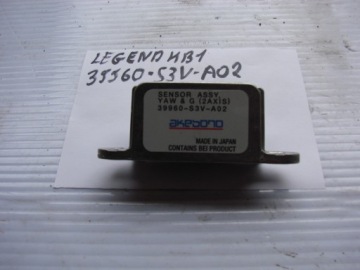 LEGEND KB1
39960-S3V-A02
SENSOR ASSY,
YAW & G (2AXIS)
39960-S3V-A02
akebono
MADE IN JAPAN
CONTAINS BEI PRODUCT